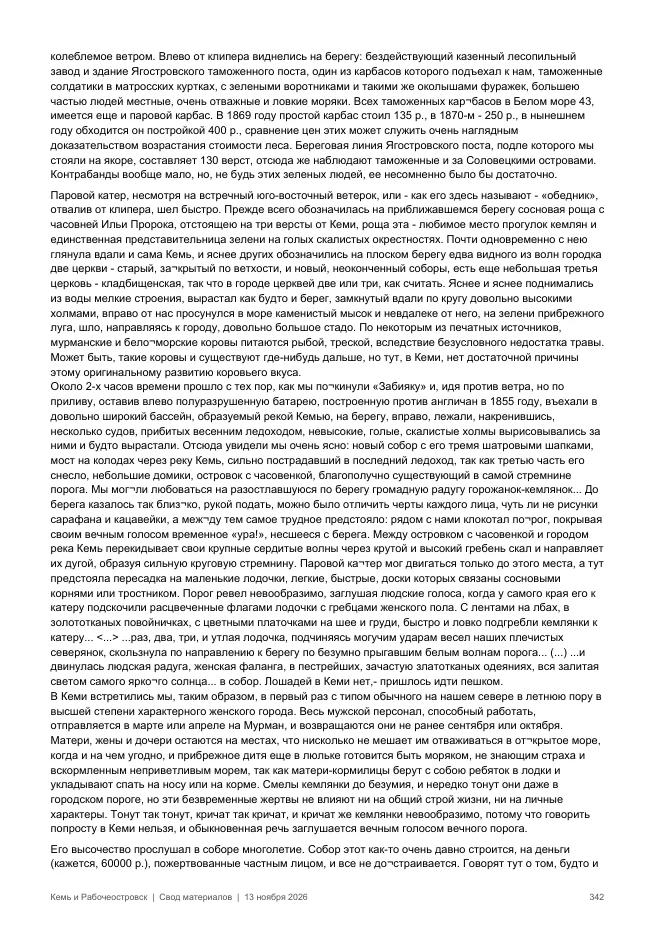 колеблемое ветром. Влево от клипера виднелись на берегу: бездействующий казенный лесопильный
завод и здание Ягостровского таможенного поста, один из карбасов которого подъехал к нам, таможенные
солдатики в матросских куртках, с зелеными воротниками и такими же околышами фуражек, большею
частью людей местные, очень отважные и ловкие моряки. Всех таможенных кар¬басов в Белом море 43,
имеется еще и паровой карбас. В 1869 году простой карбас стоил 135 р., в 1870-м - 250 р., в нынешнем
году обходится он постройкой 400 р., сравнение цен этих может служить очень наглядным
доказательством возрастания стоимости леса. Береговая линия Ягостровского поста, подле которого мы
стояли на якоре, составляет 130 верст, отсюда же наблюдают таможенные и за Соловецкими островами.
Контрабанды вообще мало, но, не будь этих зеленых людей, ее несомненно было бы достаточно.
Паровой катер, несмотря на встречный юго-восточный ветерок, или - как его здесь называют - «обедник»,
отвалив от клипера, шел быстро. Прежде всего обозначилась на приближавшемся берегу сосновая роща с
часовней Ильи Пророка, отстоящею на три версты от Кеми, роща эта - любимое место прогулок кемлян и
единственная представительница зелени на голых скалистых окрестностях. Почти одновременно с нею
глянула вдали и сама Кемь, и яснее других обозначились на плоском берегу едва видного из волн городка
две церкви - старый, за¬крытый по ветхости, и новый, неоконченный соборы, есть еще небольшая третья
церковь - кладбищенская, так что в городе церквей две или три, как считать. Яснее и яснее поднимались
из воды мелкие строения, вырастал как будто и берег, замкнутый вдали по кругу довольно высокими
холмами, вправо от нас просунулся в море каменистый мысок и невдалеке от него, на зелени прибрежного
луга, шло, направляясь к городу, довольно большое стадо. По некоторым из печатных источников,
мурманские и бело¬морские коровы питаются рыбой, треской, вследствие безусловного недостатка травы.
Может быть, такие коровы и существуют где-нибудь дальше, но тут, в Кеми, нет достаточной причины
этому оригинальному развитию коровьего вкуса.
Около 2-х часов времени прошло с тех пор, как мы по¬кинули «Забияку» и, идя против ветра, но по
приливу, оставив влево полуразрушенную батарею, построенную против англичан в 1855 году, въехали в
довольно широкий бассейн, образуемый рекой Кемью, на берегу, вправо, лежали, накренившись,
несколько судов, прибитых весенним ледоходом, невысокие, голые, скалистые холмы вырисовывались за
ними и будто вырастали. Отсюда увидели мы очень ясно: новый собор с его тремя шатровыми шапками,
мост на колодах через реку Кемь, сильно пострадавший в последний ледоход, так как третью часть его
снесло, небольшие домики, островок с часовенкой, благополучно существующий в самой стремнине
порога. Мы мог¬ли любоваться на разославшуюся по берегу громадную радугу горожанок-кемлянок... До
берега казалось так близ¬ко, рукой подать, можно было отличить черты каждого лица, чуть ли не рисунки
сарафана и кацавейки, а меж¬ду тем самое трудное предстояло: рядом с нами клокотал по¬рог, покрывая
своим вечным голосом временное «ура!», несшееся с берега. Между островком с часовенкой и городом
река Кемь перекидывает свои крупные сердитые волны через крутой и высокий гребень скал и направляет
их дугой, образуя сильную круговую стремнину. Паровой ка¬тер мог двигаться только до этого места, а тут
предстояла пересадка на маленькие лодочки, легкие, быстрые, доски которых связаны сосновыми
корнями или тростником. Порог ревел невообразимо, заглушая людские голоса, когда у самого края его к
катеру подскочили расцвеченные флагами лодочки с гребцами женского пола. С лентами на лбах, в
золототканых повойничках, с цветными платочками на шее и груди, быстро и ловко подгребли кемлянки к
катеру... <...> ...раз, два, три, и утлая лодочка, подчиняясь могучим ударам весел наших плечистых
северянок, скользнула по направлению к берегу по безумно прыгавшим белым волнам порога... (...) ...и
двинулась людская радуга, женская фаланга, в пестрейших, зачастую златотканых одеяниях, вся залитая
светом самого ярко¬го солнца... в собор. Лошадей в Кеми нет,- пришлось идти пешком.
В Кеми встретились мы, таким образом, в первый раз с типом обычного на нашем севере в летнюю пору в
высшей степени характерного женского города. Весь мужской персонал, способный работать,
отправляется в марте или апреле на Мурман, и возвращаются они не ранее сентября или октября.
Матери, жены и дочери остаются на местах, что нисколько не мешает им отваживаться в от¬крытое море,
когда и на чем угодно, и прибрежное дитя еще в люльке готовится быть моряком, не знающим страха и
вскормленным неприветливым морем, так как матери-кормилицы берут с собою ребяток в лодки и
укладывают спать на носу или на корме. Смелы кемлянки до безумия, и нередко тонут они даже в
городском пороге, но эти безвременные жертвы не влияют ни на общий строй жизни, ни на личные
характеры. Тонут так тонут, кричат так кричат, и кричат же кемлянки невообразимо, потому что говорить
попросту в Кеми нельзя, и обыкновенная речь заглушается вечным голосом вечного порога.
Его высочество прослушал в соборе многолетие. Собор этот как-то очень давно строится, на деньги
(кажется, 60000 р.), пожертвованные частным лицом, и все не до¬страивается. Говорят тут о том, будто и
Кемь и Рабочеостровск | Свод материалов | 13 ноября 2026 342